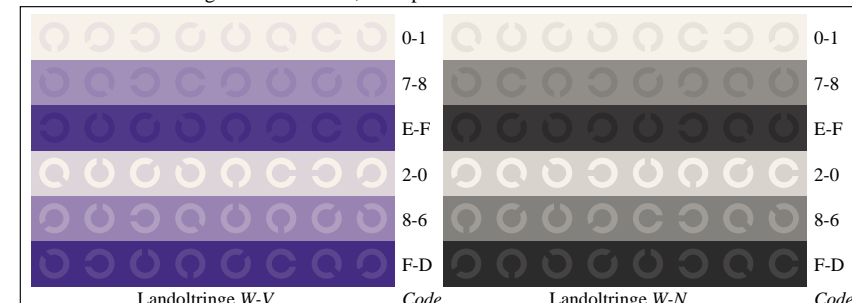 0-1 0-1
7-8 7-8
E-F E-F
2-0 2-0
8-6 8-6
F-D F-D
Landoltringe W-V Code Landoltringe W-N Code